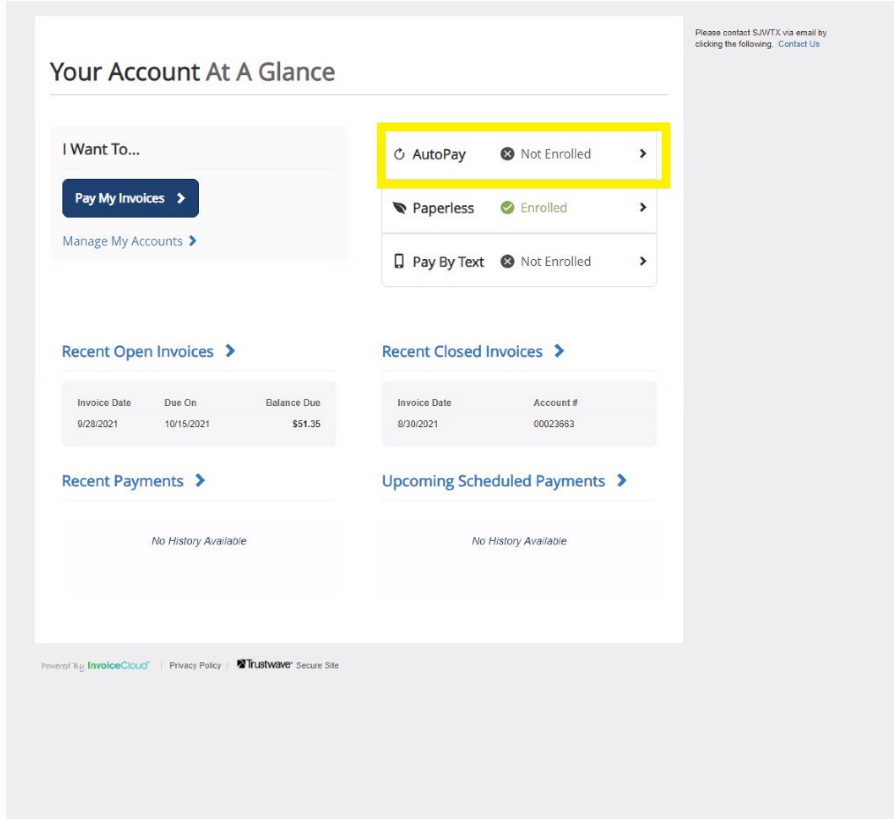 Please contact SJWTX via email by
clicking the following, Contact Us
Your Account At A Glance
I Want To...
Pay My Invoices
Manage My Accounts
AutoPay Not Enrolled
Paperless Enrolled
Pay By Text Not Enrolled
Recent Open Invoices
Invoice Date Due On Balance Due
9/28/2021 10/15/2021 $51.35
Recent Closed Invoices
Invoice Date Account #
8/30/2021 00023663
Recent Payments
No History Available
Upcoming Scheduled Payments
No History Available
Powered By InvoiceCloud | Privacy Policy | Trustwave Secure Site